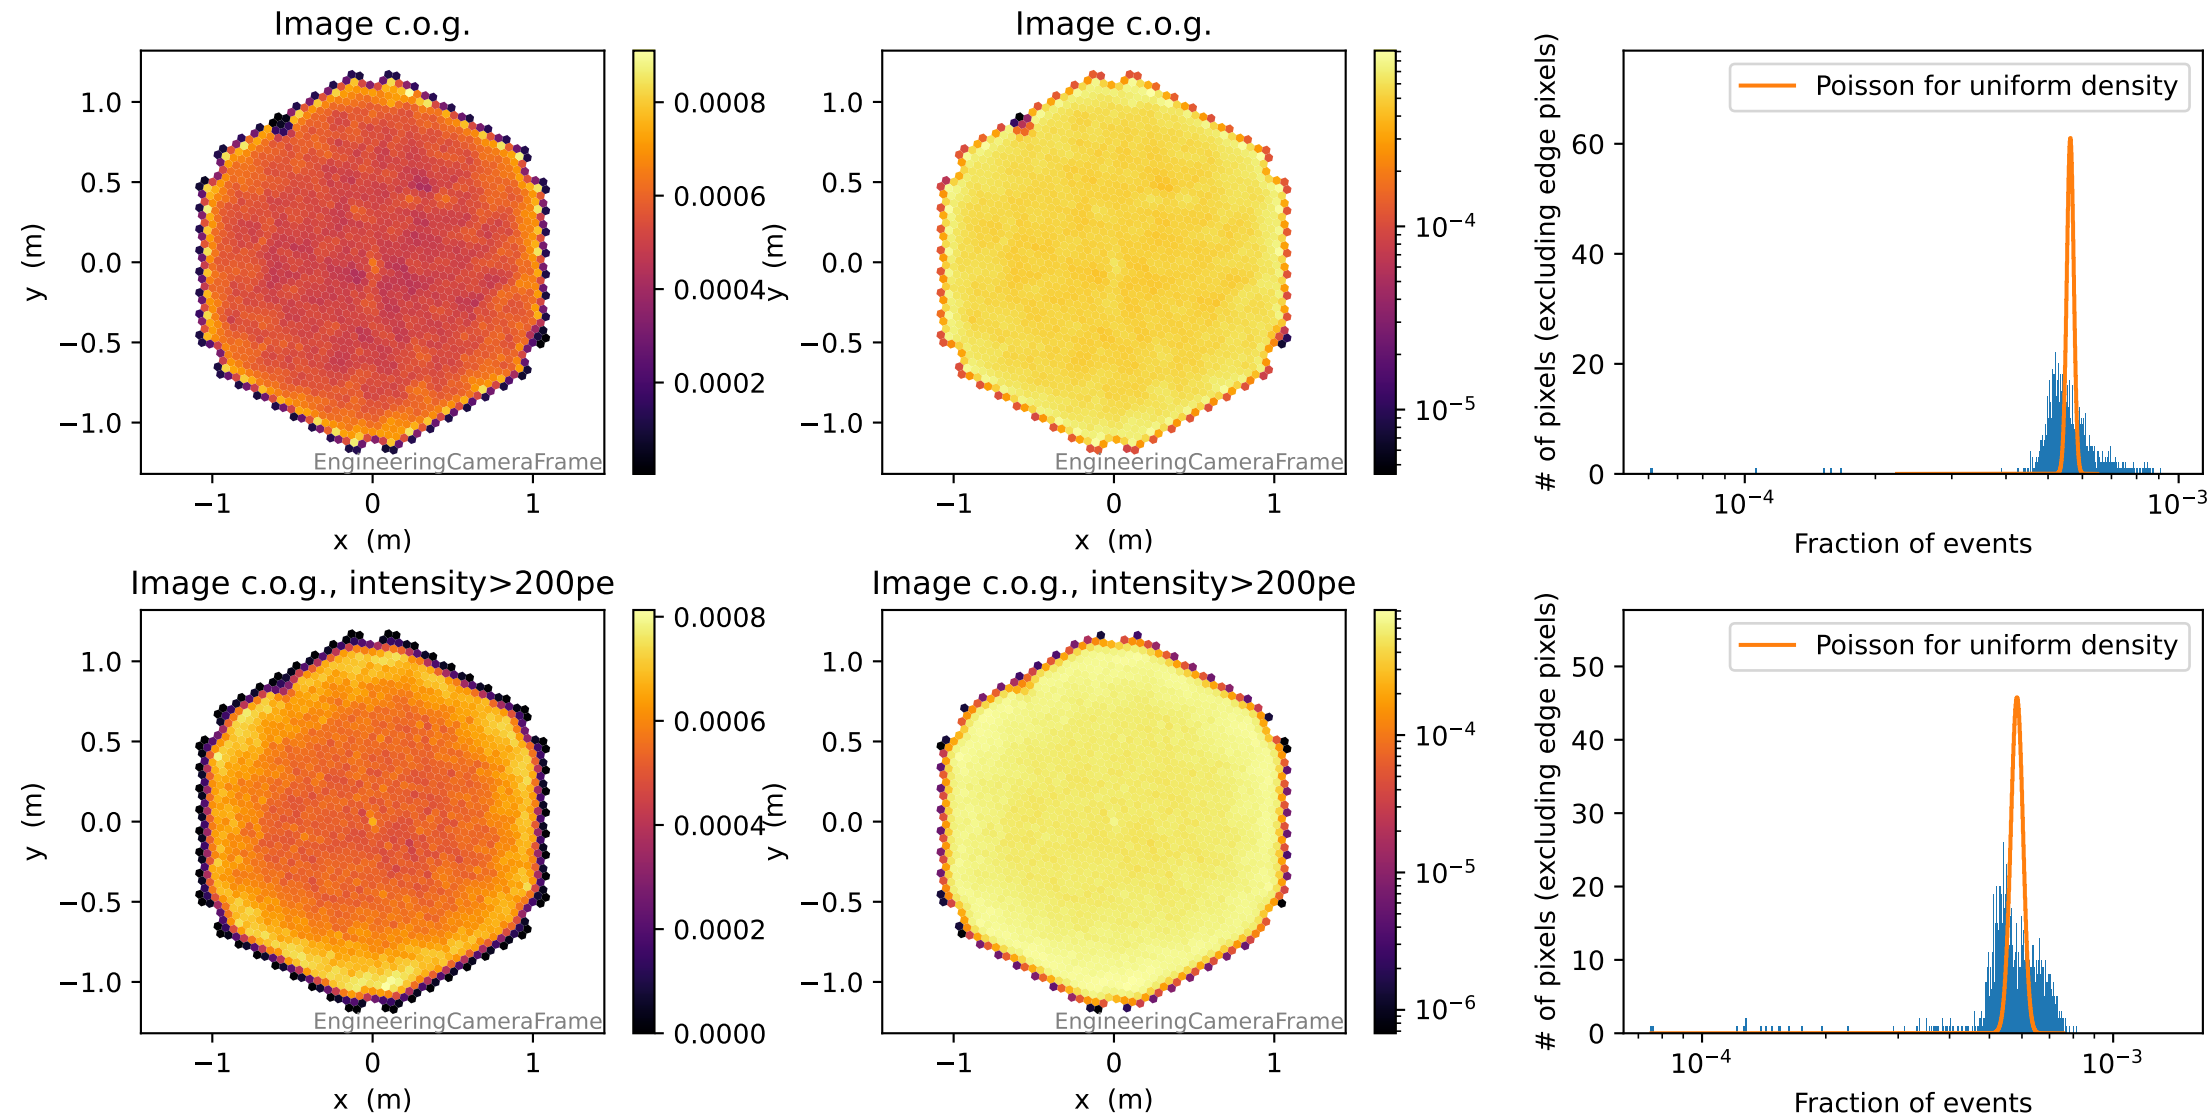 Image c.o.g.
1.0
0.5
0.0
−0.5
−1.0
y (m)
−1
0
1
x (m)
EngineeringCameraFrame
0.0008
0.0006
0.0004
0.0002
Image c.o.g.
1.0
0.5
0.0
−0.5
−1.0
y (m)
−1
0
1
x (m)
EngineeringCameraFrame
10⁻⁴
10⁻⁵
Poisson for uniform density
60
40
20
0
# of pixels (excluding edge pixels)
10⁻⁴
10⁻³
Fraction of events
Image c.o.g., intensity>200pe
1.0
0.5
0.0
−0.5
−1.0
y (m)
−1
0
1
x (m)
EngineeringCameraFrame
0.0008
0.0006
0.0004
0.0002
0.0000
Image c.o.g., intensity>200pe
1.0
0.5
0.0
−0.5
−1.0
y (m)
−1
0
1
x (m)
EngineeringCameraFrame
10⁻⁴
10⁻⁵
10⁻⁶
Poisson for uniform density
50
40
30
20
10
0
# of pixels (excluding edge pixels)
10⁻⁴
10⁻³
Fraction of events